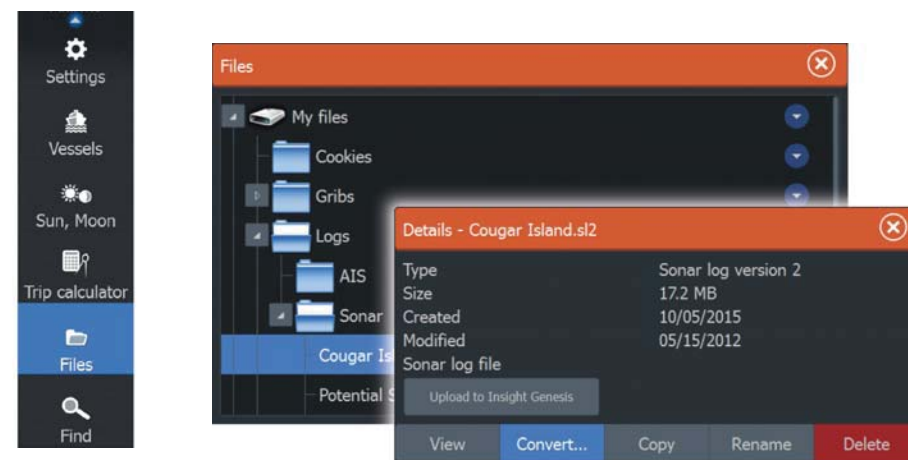 Settings
Vessels
Sun, Moon
Trip calculator
Files
Find
Files
My files
Cookies
Gribs
Logs
AIS
Sonar
Cougar Is
Potential S
Details - Cougar Island.sl2
Type Sonar log version 2
Size 17.2 MB
Created 10/05/2015
Modified 05/15/2012
Sonar log file
Upload to Insight Genesis
View Convert... Copy Rename Delete